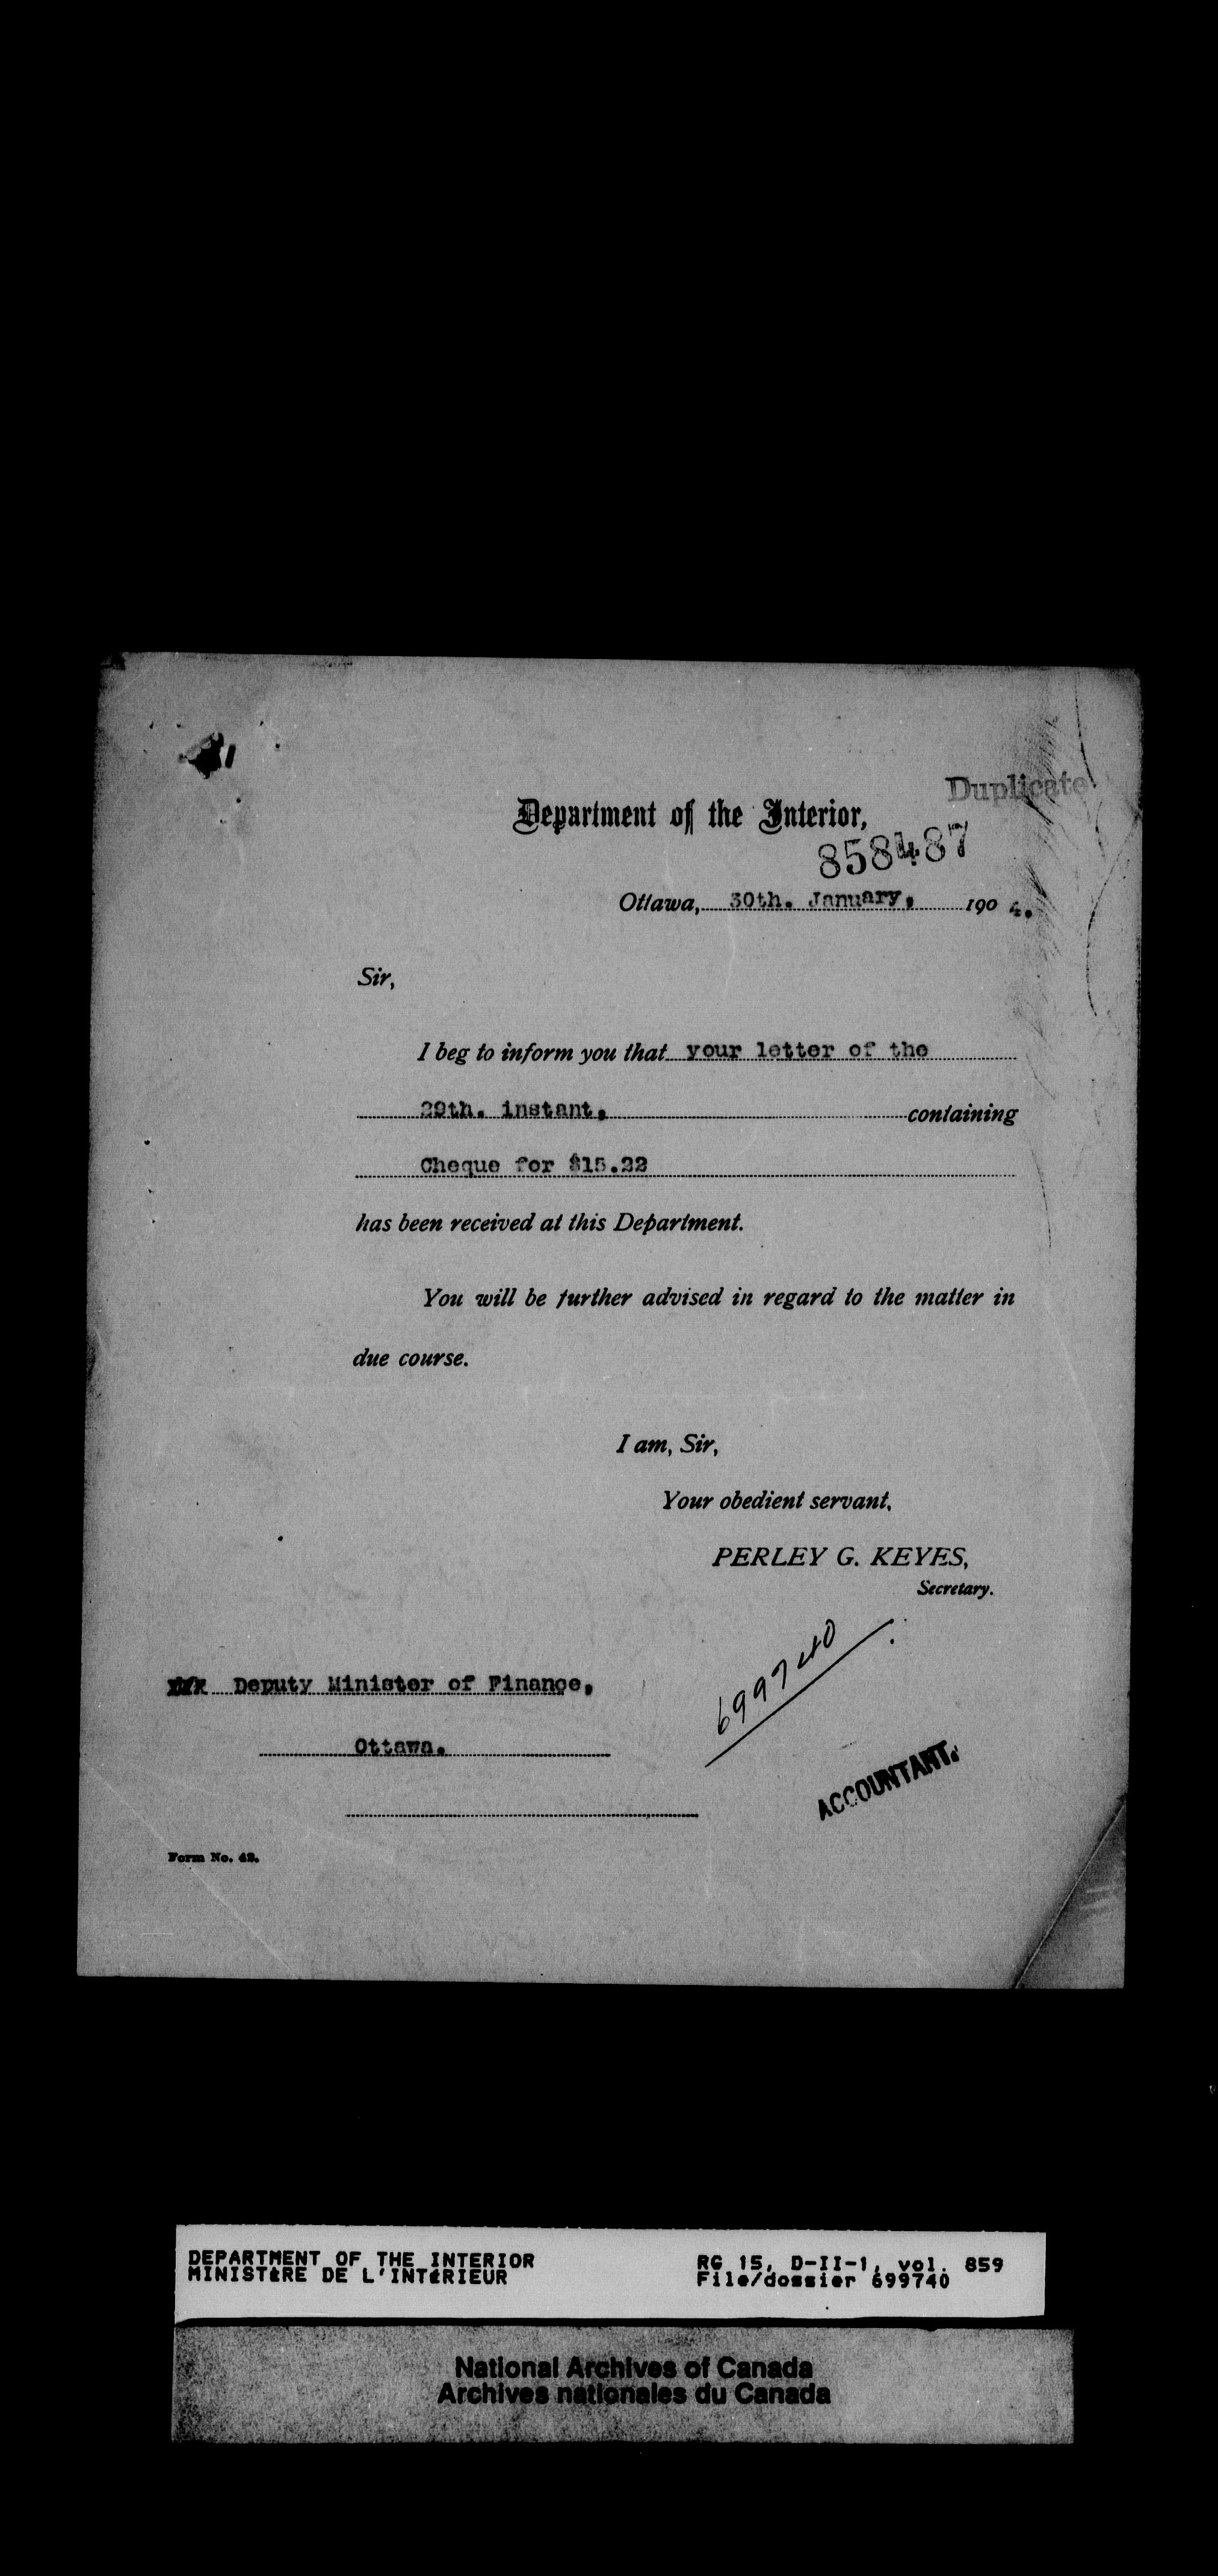 Duplicate
Department of the Interior,
858487
Ottawa, 30th. January, 190 4.
Sir,
I beg to inform you that your letter of the
29th. instant, containing
Cheque for $15.22
has been received at this Department.
You will be further advised in regard to the matter in
due course.
I am, Sir,
Your obedient servant,
PERLEY G. KEYES,
Secretary.
699740
Deputy Minister of Finance,
Ottawa.
ACCOUNTANT.
Form No. 42.
DEPARTMENT OF THE INTERIOR RG 15, D-II-1, vol. 859
MINISTÈRE DE L'INTÉRIEUR File/dossier 699740
National Archives of Canada
Archives nationales du Canada